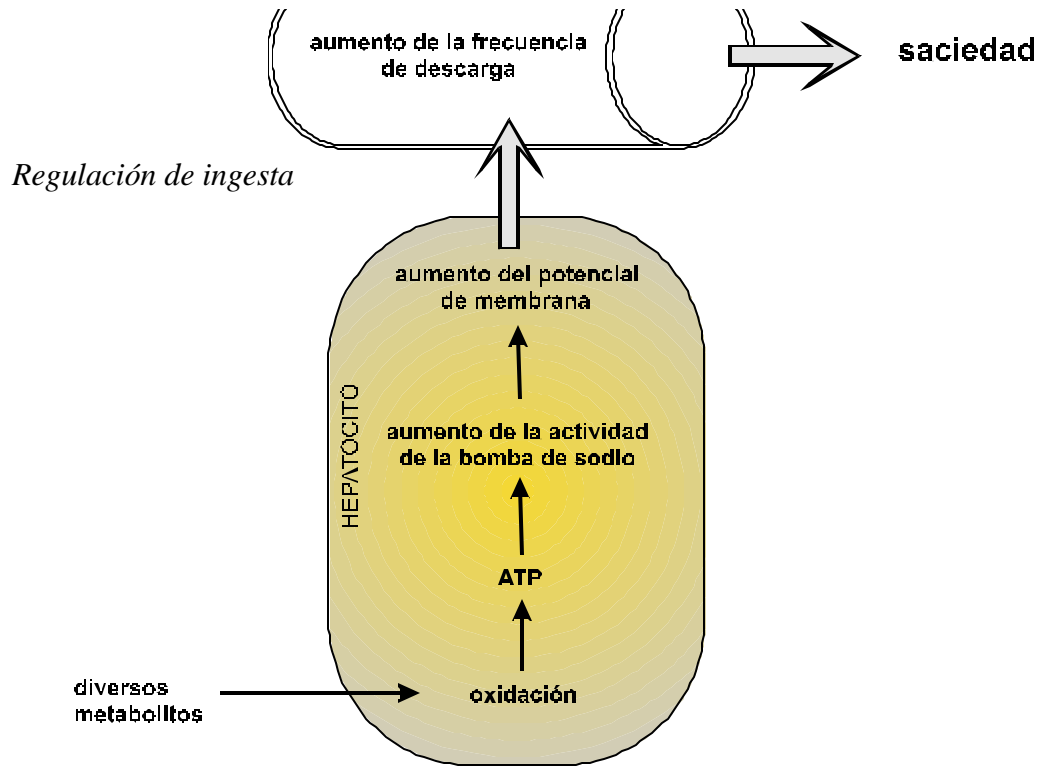 aumento de la frecuencia
de descarga
saciedad
Regulación de ingesta
aumento del potencial
de membrana
HEPATOCITO
aumento de la actividad
de la bomba de sodio
ATP
diversos
metabolitos
oxidación